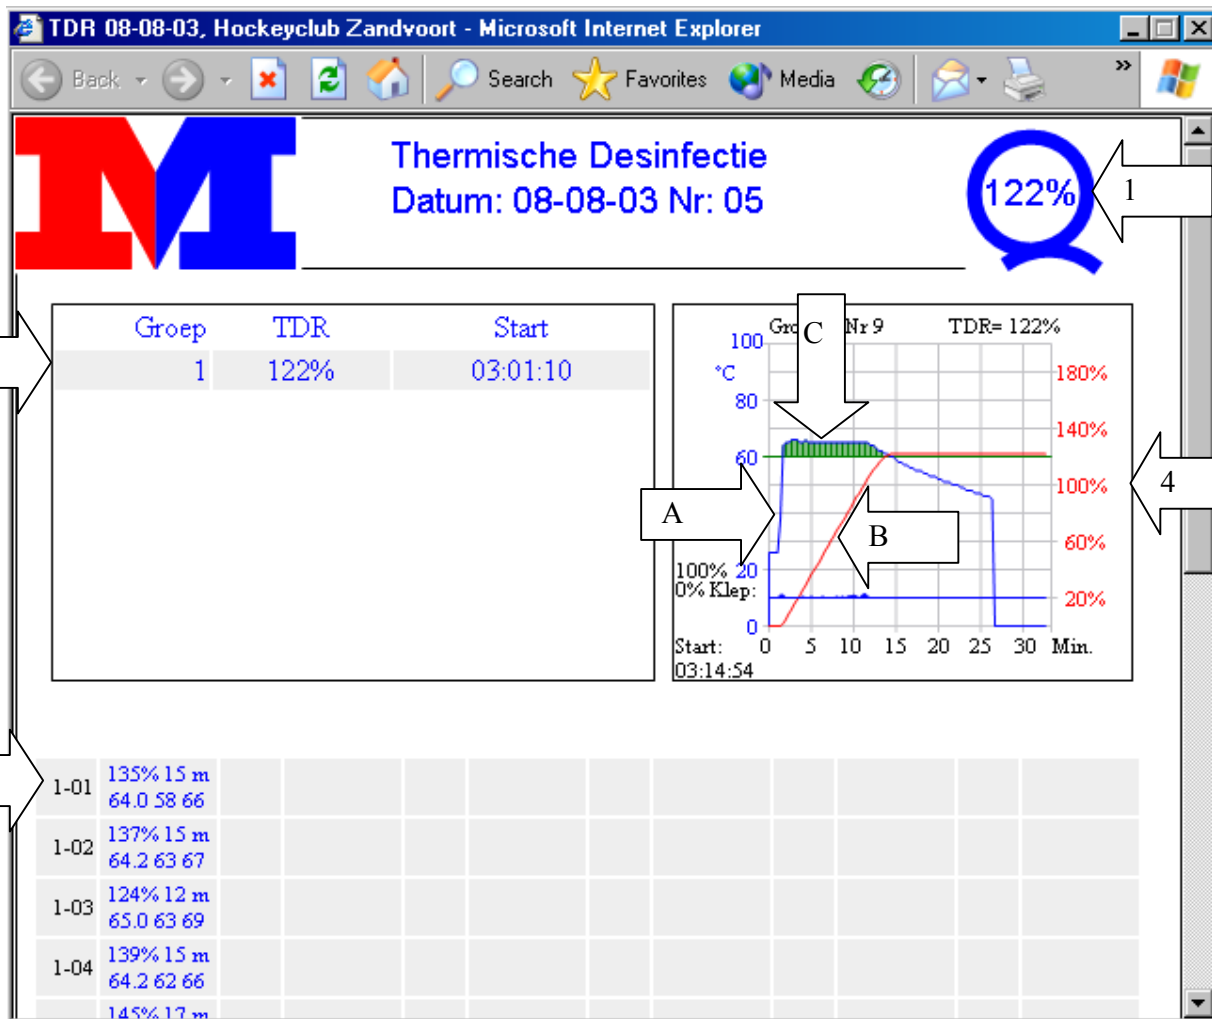 TDR 08-08-03, Hockeyclub Zandvoort - Microsoft Internet Explorer
Back Search Favorites Media »
M
Thermische Desinfectie
Datum: 08-08-03 Nr: 05
122%
1
Groep TDR Start
1 122% 03:01:10
Nr 9 TDR= 122%
C
100
°C
180%
80
140%
60
100%
4
A
B
60%
100% 20
0% Klep:
20%
0
Start: 0 5 10 15 20 25 30 Min.
03:14:54
1-01 135% 15 m
64.0 58 66
1-02 137% 15 m
64.2 63 67
1-03 124% 12 m
65.0 63 69
1-04 139% 15 m
64.2 62 66
145% 17 m